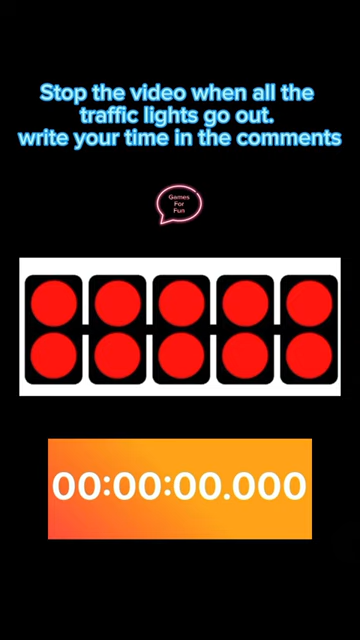 Stop the video when all the
traffic lights go out.
write your time in the comments
Games
For
Fun
00:00:00.000